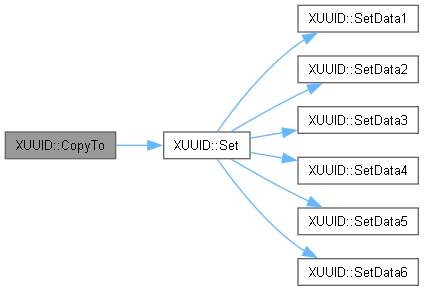 XUUID::SetData1
XUUID::SetData2
XUUID::SetData3
XUUID::CopyTo
XUUID::Set
XUUID::SetData4
XUUID::SetData5
XUUID::SetData6